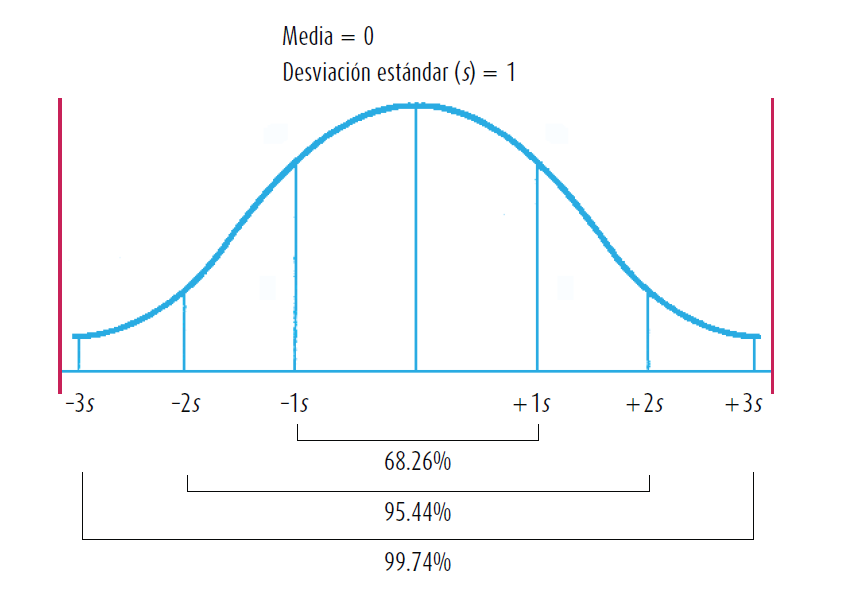 Media = 0
Desviación estándar (s) = 1
–3s –2s –1s +1s +2s +3s
68.26%
95.44%
99.74%